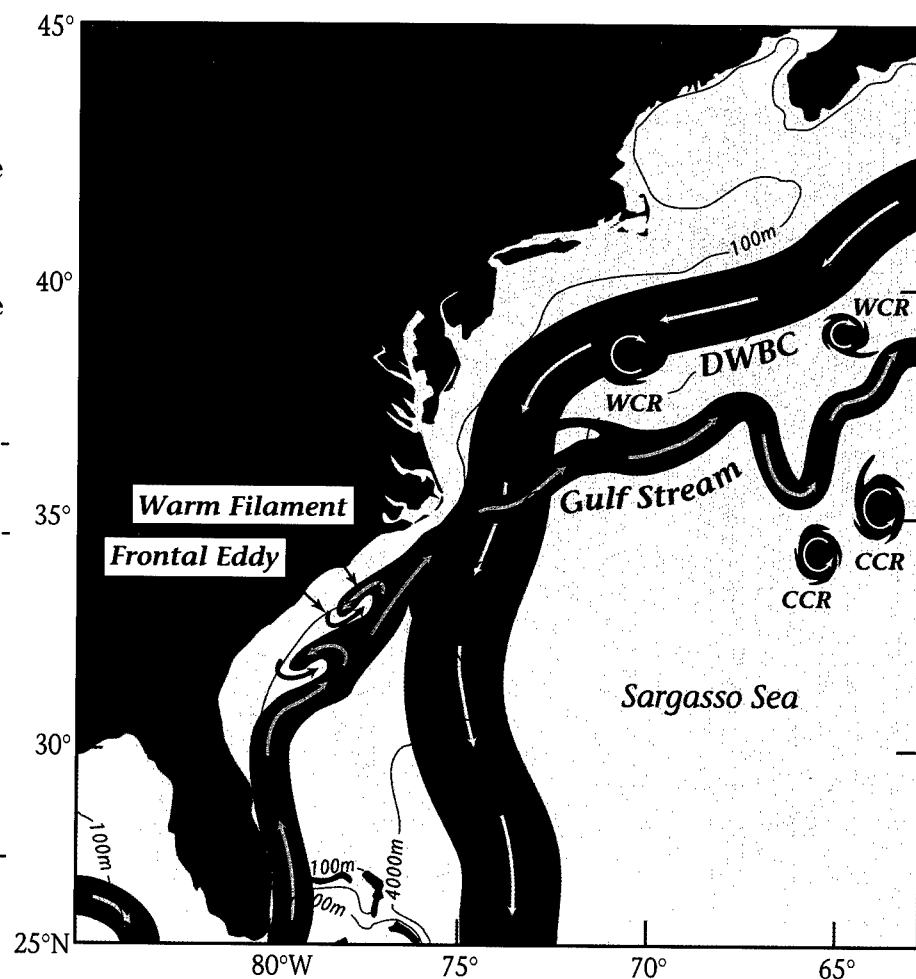 45°
100m
40°
WCR
DWBC
WCR
Gulf Stream
35°
Warm Filament
Frontal Eddy
CCR
CCR
Sargasso Sea
30°
100m
100m
4000m
00m
25°N
80°W
75°
70°
65°